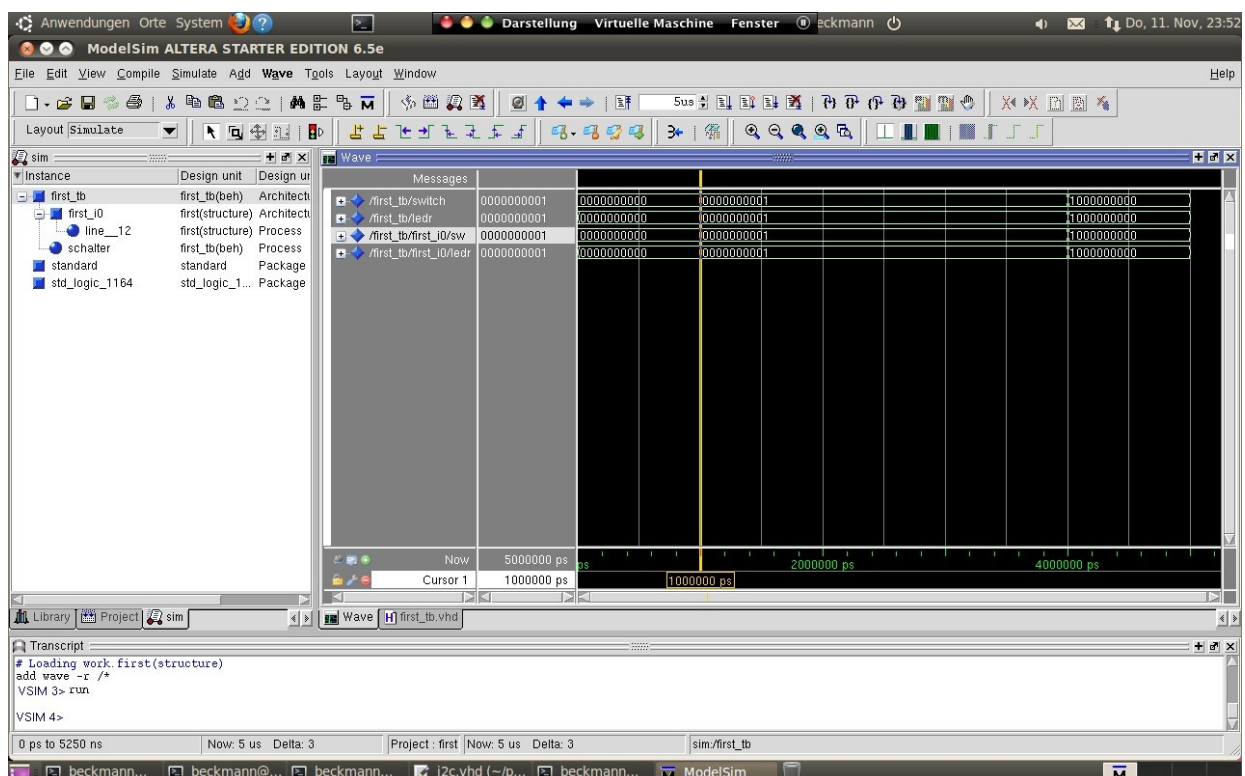 Anwendungen Orte System Darstellung Virtuelle Maschine Fenster eckmann Do, 11. Nov, 23:52
ModelSim ALTERA STARTER EDITION 6.5e
File Edit View Compile Simulate Add Wave Tools Layout Window Help
5us
Layout Simulate
sim
Wave
Instance Design unit Design un
Messages
first_tb first_tb(beh) Architectu
first_i0 first(structure) Architectu
line__12 first(structure) Process
schalter first_tb(beh) Process
standard standard Package
std_logic_1164 std_logic_1... Package
/first_tb/switch 0000000001 0000000000 0000000001 1000000000
/first_tb/ledr 0000000001 0000000000 0000000001 1000000000
/first_tb/first_i0/sw 0000000001 0000000000 0000000001 1000000000
/first_tb/first_i0/ledr 0000000001 0000000000 0000000001 1000000000
Now 5000000 ps ps 2000000 ps 4000000 ps
Cursor 1 1000000 ps 1000000 ps
Library Project sim Wave first_tb.vhd
Transcript
# Loading work.first(structure)
add wave -r /*
VSIM 3> run
VSIM 4>
0 ps to 5250 ns Now: 5 us Delta: 3 Project : first Now: 5 us Delta: 3 sim:/first_tb
beckmann... beckmann@... beckmann... i2c.vhd (~/p... beckmann... ModelSim